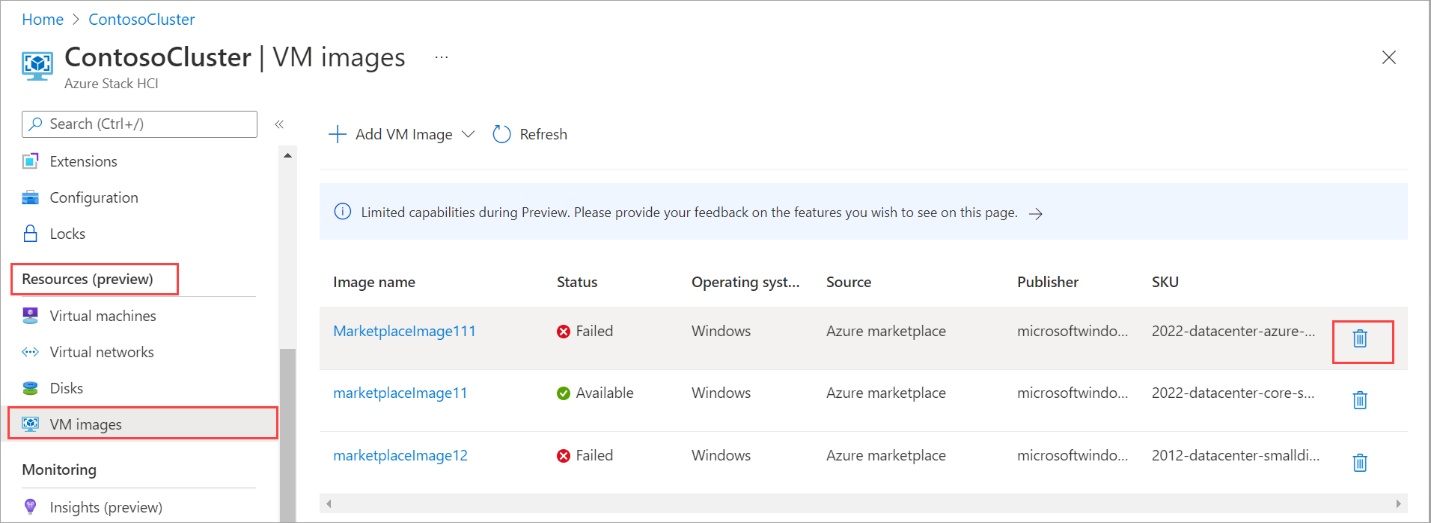 Home > ContosoCluster
ContosoCluster | VM images ...
Azure Stack HCI
Search (Ctrl+/) «
Extensions
Configuration
Locks
Resources (preview)
Virtual machines
Virtual networks
Disks
VM images
Monitoring
Insights (preview)
Add VM Image Refresh
Limited capabilities during Preview. Please provide your feedback on the features you wish to see on this page. →
Image name Status Operating syst... Source Publisher SKU
MarketplaceImage111 Failed Windows Azure marketplace microsoftwindo... 2022-datacenter-azure-...
marketplaceImage11 Available Windows Azure marketplace microsoftwindo... 2022-datacenter-core-s...
marketplaceImage12 Failed Windows Azure marketplace microsoftwindo... 2012-datacenter-smalldi...